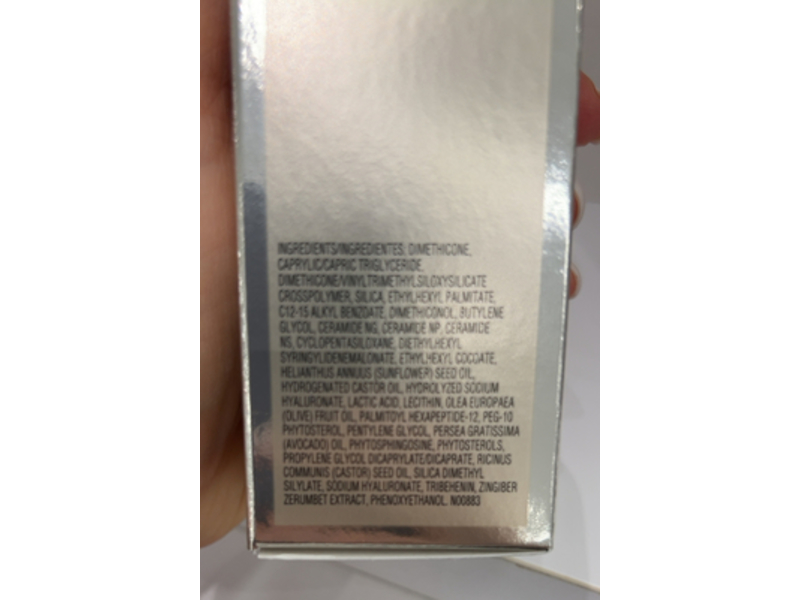 INGREDIENTS/INGREDIENTES: DIMETHICONE,
CAPRYLIC/CAPRIC TRIGLYCERIDE,
DIMETHICONE/VINYLTRIMETHYLSILOXYSILICATE
CROSSPOLYMER, SILICA, ETHYLHEXYL PALMITATE,
C12-15 ALKYL BENZOATE, DIMETHICONOL, BUTYLENE
GLYCOL, CERAMIDE NG, CERAMIDE NP, CERAMIDE
NS, CYCLOPENTASILOXANE, DIETHYLHEXYL
SYRINGYLIDENEMALONATE, ETHYLHEXYL COCOATE,
HELIANTHUS ANNUUS (SUNFLOWER) SEED OIL,
HYDROGENATED CASTOR OIL, HYDROLYZED SODIUM
HYALURONATE, LACTIC ACID, LECITHIN, OLEA EUROPAEA
(OLIVE) FRUIT OIL, PALMITOYL HEXAPEPTIDE-12, PEG-10
PHYTOSTEROL, PENTYLENE GLYCOL, PERSEA GRATISSIMA
(AVOCADO) OIL, PHYTOSPHINGOSINE, PHYTOSTEROLS,
PROPYLENE GLYCOL DICAPRYLATE/DICAPRATE, RICINUS
COMMUNIS (CASTOR) SEED OIL, SILICA DIMETHYL
SILYLATE, SODIUM HYALURONATE, TRIBEHENIN, ZINGIBER
ZERUMBET EXTRACT, PHENOXYETHANOL. N00883